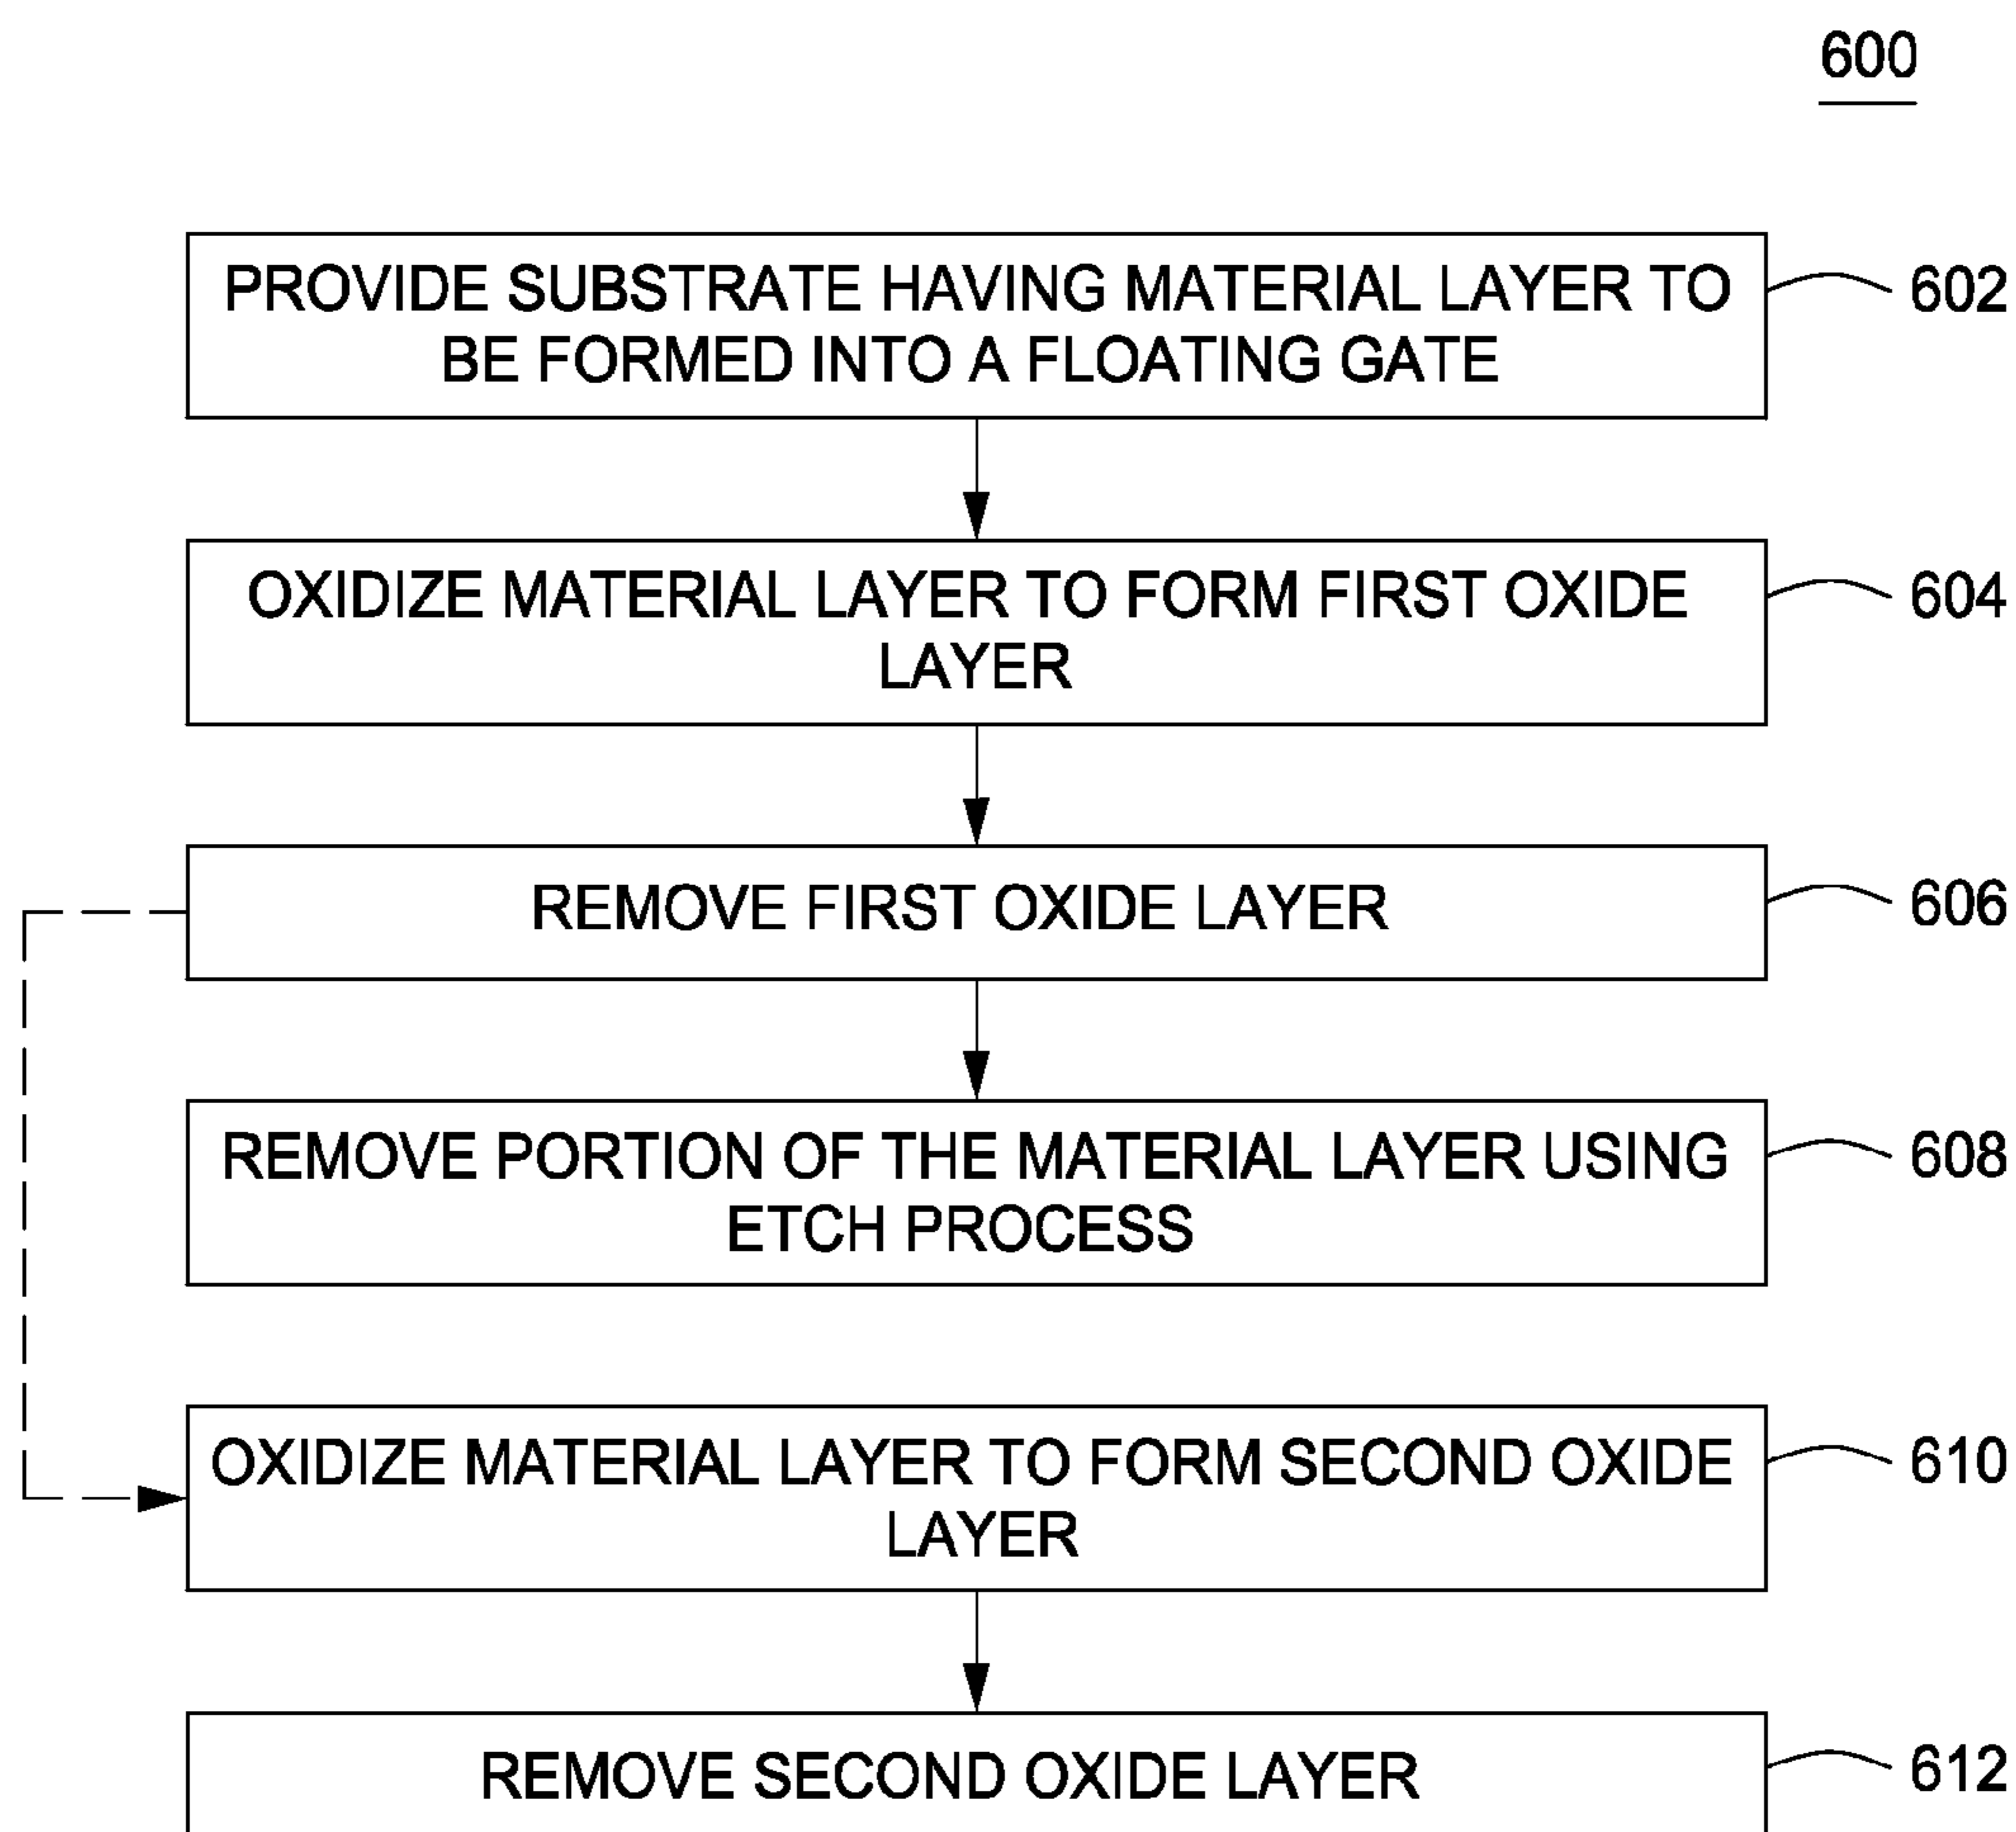 600
PROVIDE SUBSTRATE HAVING MATERIAL LAYER TO
BE FORMED INTO A FLOATING GATE
602
OXIDIZE MATERIAL LAYER TO FORM FIRST OXIDE
LAYER
604
REMOVE FIRST OXIDE LAYER
606
REMOVE PORTION OF THE MATERIAL LAYER USING
ETCH PROCESS
608
OXIDIZE MATERIAL LAYER TO FORM SECOND OXIDE
LAYER
610
REMOVE SECOND OXIDE LAYER
612